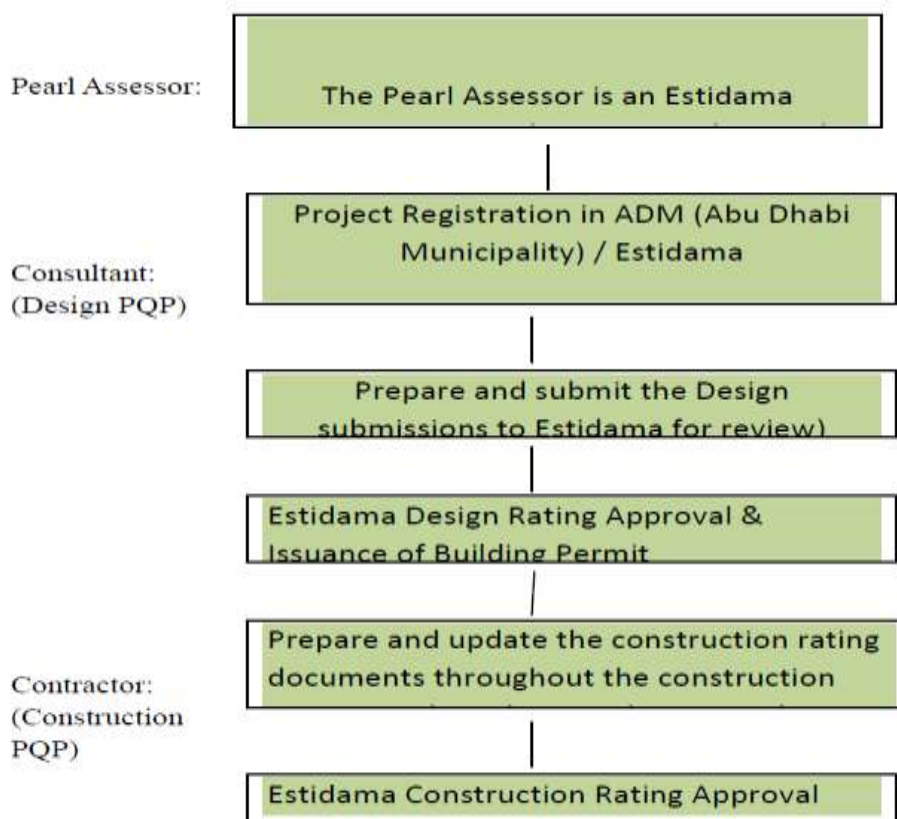 Pearl Assessor:
The Pearl Assessor is an Estidama
Project Registration in ADM (Abu Dhabi
Municipality) / Estidama
Consultant:
(Design PQP)
Prepare and submit the Design
submissions to Estidama for review)
Estidama Design Rating Approval &
Issuance of Building Permit
Prepare and update the construction rating
documents throughout the construction
Contractor:
(Construction
PQP)
Estidama Construction Rating Approval